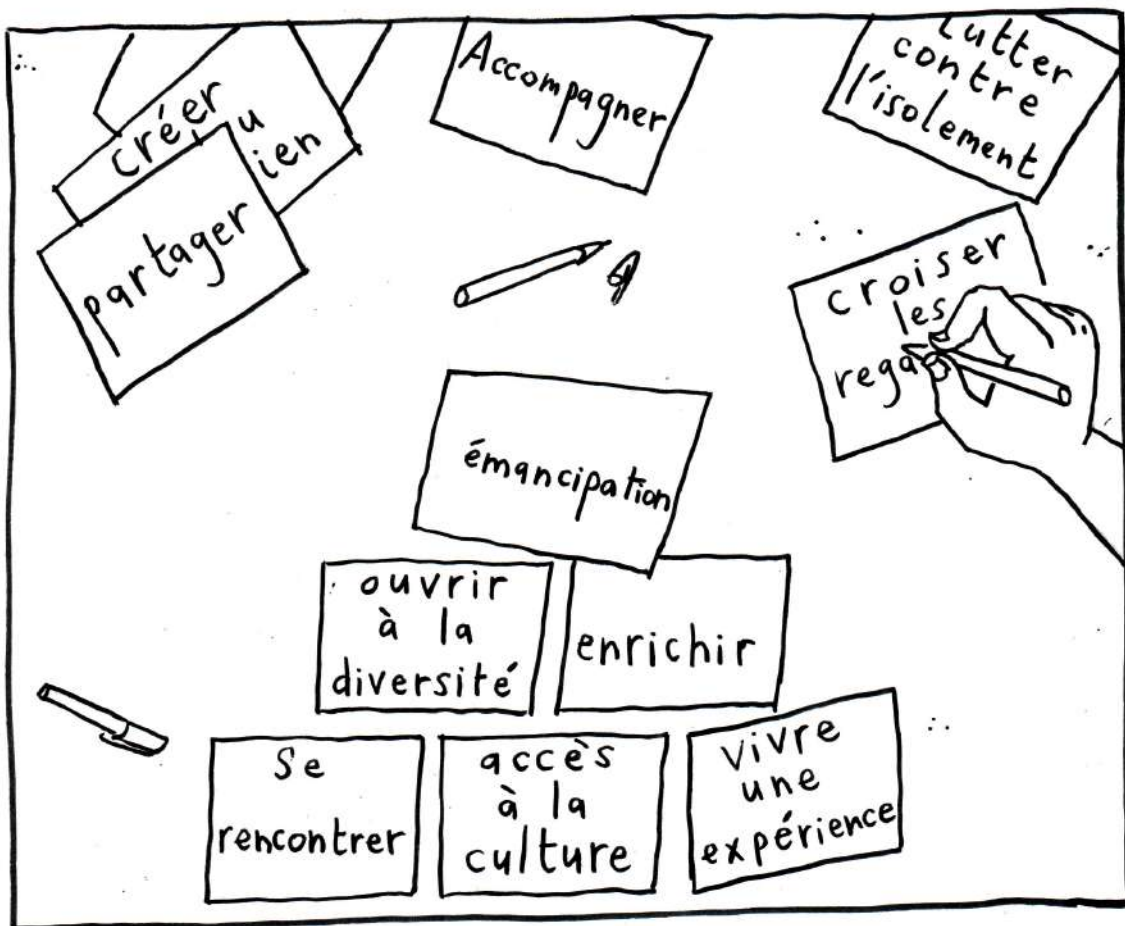 créer
u
ien
partager
Accompagner
Lutter
contre
l'isolement
croiser
les
rega
émancipation
ouvrir
à la
diversité
enrichir
se
rencontrer
accès
à la
culture
vivre
une
expérience